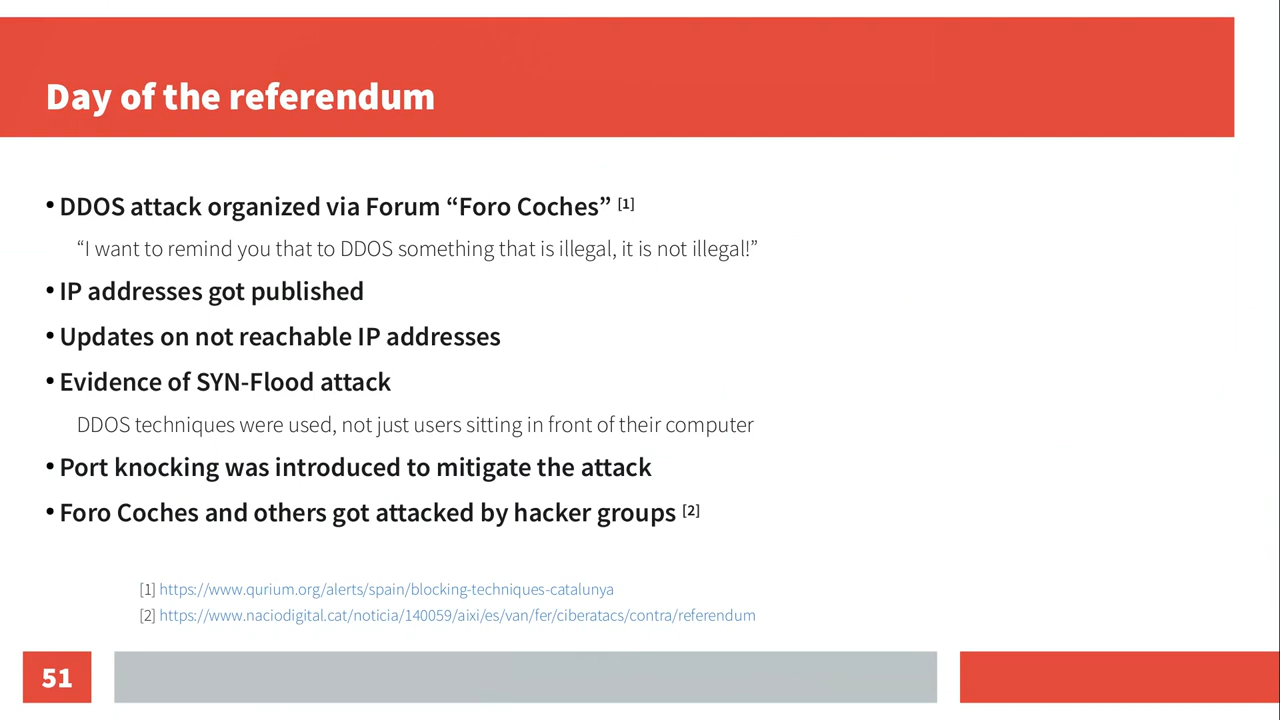 Day of the referendum
• DDOS attack organized via Forum “Foro Coches” [1]
“I want to remind you that to DDOS something that is illegal, it is not illegal!”
• IP addresses got published
• Updates on not reachable IP addresses
• Evidence of SYN-Flood attack
DDOS techniques were used, not just users sitting in front of their computer
• Port knocking was introduced to mitigate the attack
• Foro Coches and others got attacked by hacker groups [2]
[1] https://www.qurium.org/alerts/spain/blocking-techniques-catalunya
[2] https://www.naciodigital.cat/noticia/140059/aixi/es/van/fer/ciberatacs/contra/referendum
51